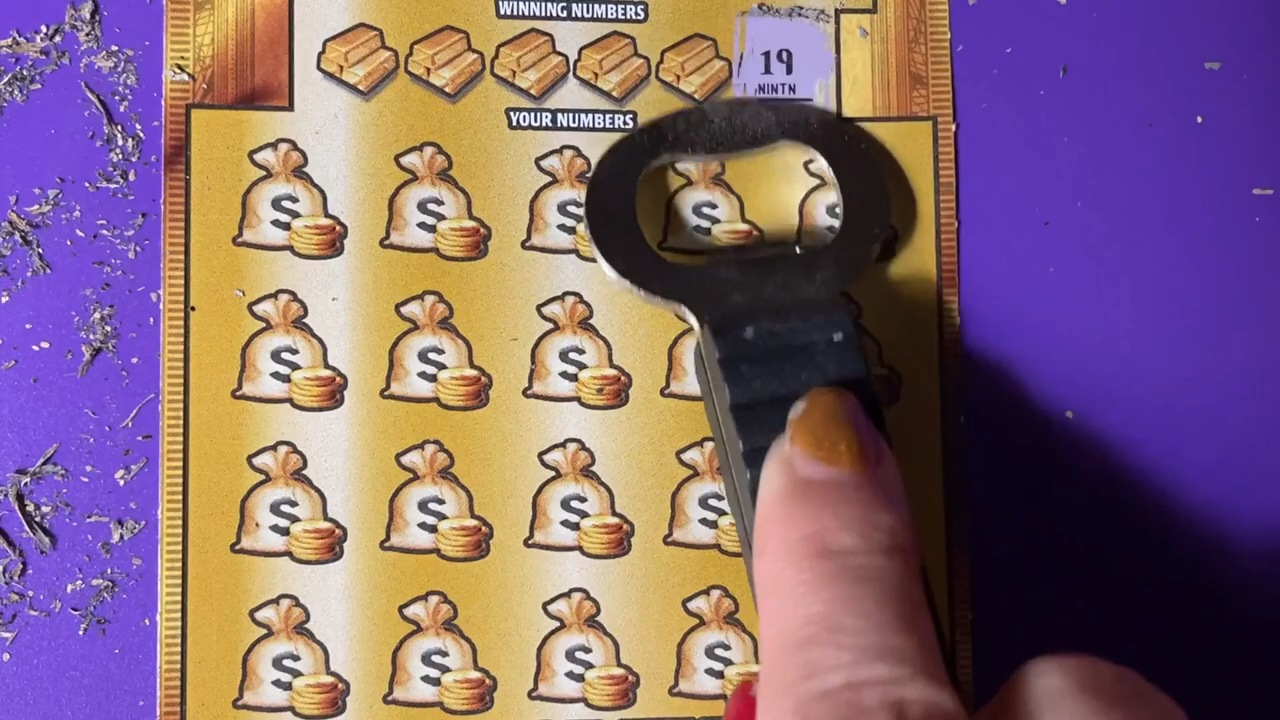 WINNING NUMBERS
19
NINTN
YOUR NUMBERS
$ $ $ $ $
$ $ $
$ $ $ $
$ $ $ $